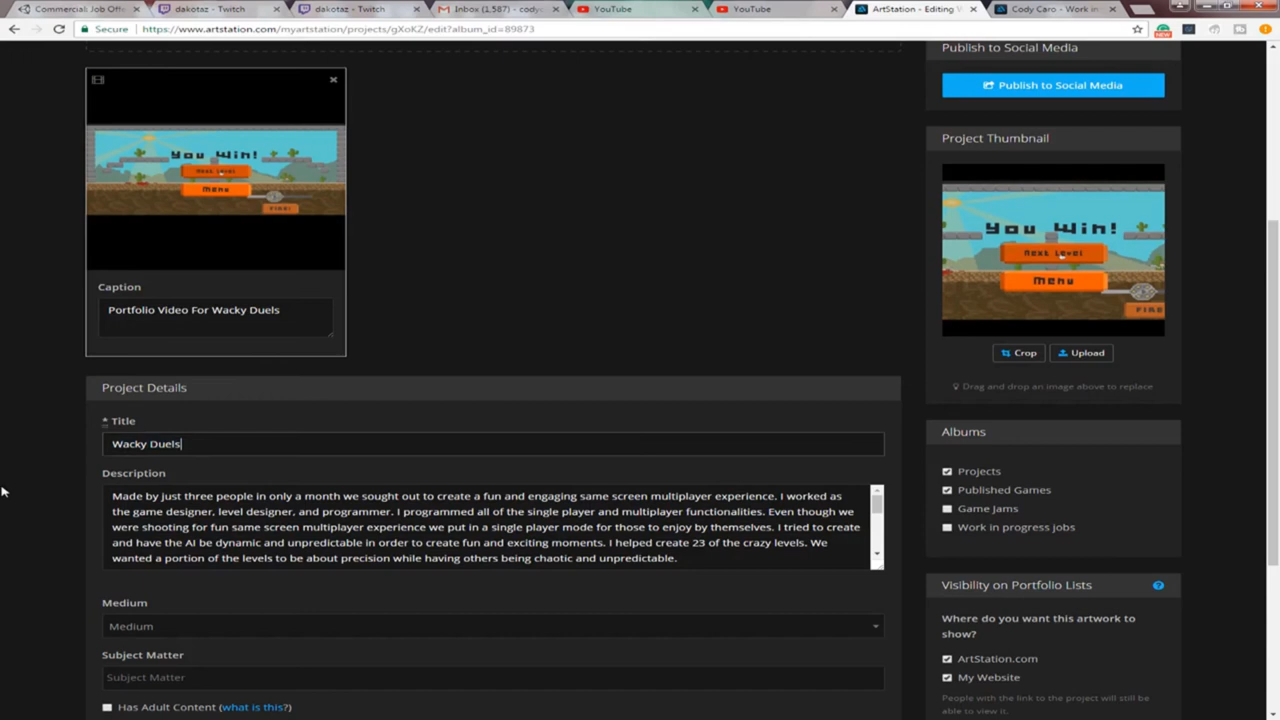 Commercial: Job Offe
dakotaz - Twitch
dakotaz - Twitch
Inbox (1,587) - codyc
YouTube
YouTube
ArtStation - Editing W
Cody Caro - Work in
Secure
https://www.artstation.com/myartstation/projects/gXoKZ/edit?album_id=89873
NEW
Publish to Social Media
Publish to Social Media
You Win!
Next Level
Menu
FIRE!
Project Thumbnail
You Win!
Next Level
Menu
FIRE
Caption
Portfolio Video For Wacky Duels
Crop
Upload
Drag and drop an image above to replace
Project Details
* Title
Wacky Duels
Description
Made by just three people in only a month we sought out to create a fun and engaging same screen multiplayer experience. I worked as
the game designer, level designer, and programmer. I programmed all of the single player and multiplayer functionalities. Even though we
were shooting for fun same screen multiplayer experience we put in a single player mode for those to enjoy by themselves. I tried to create
and have the AI be dynamic and unpredictable in order to create fun and exciting moments. I helped create 23 of the crazy levels. We
wanted a portion of the levels to be about precision while having others being chaotic and unpredictable.
Medium
Medium
Subject Matter
Subject Matter
Has Adult Content (what is this?)
Albums
Projects
Published Games
Game Jams
Work in progress jobs
Visibility on Portfolio Lists
Where do you want this artwork to
show?
ArtStation.com
My Website
People with the link to the project will still be
able to view it.